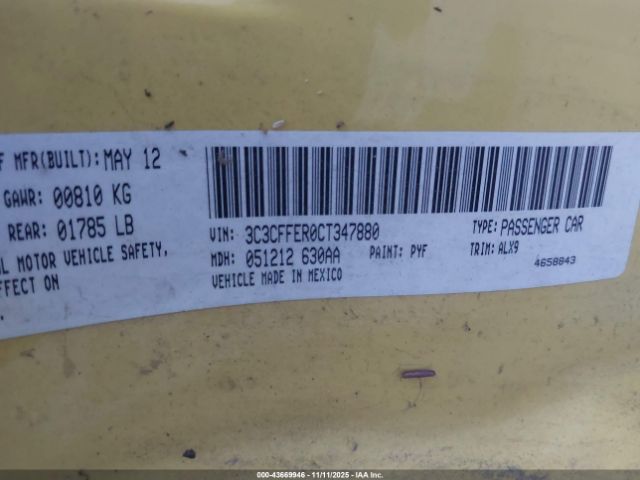 F MFR(BUILT): MAY 12
GAWR: 00810 KG
REAR: 01785 LB
L MOTOR VEHICLE SAFETY,
FFECT ON
VIN: 3C3CFFER0CT347880
TYPE: PASSENGER CAR
MDH: 051212 630AA
PAINT: PYF
TRIM: ALX9
VEHICLE MADE IN MEXICO
4658843
000-43669946 - 11/11/2025 - IAAI, Inc.